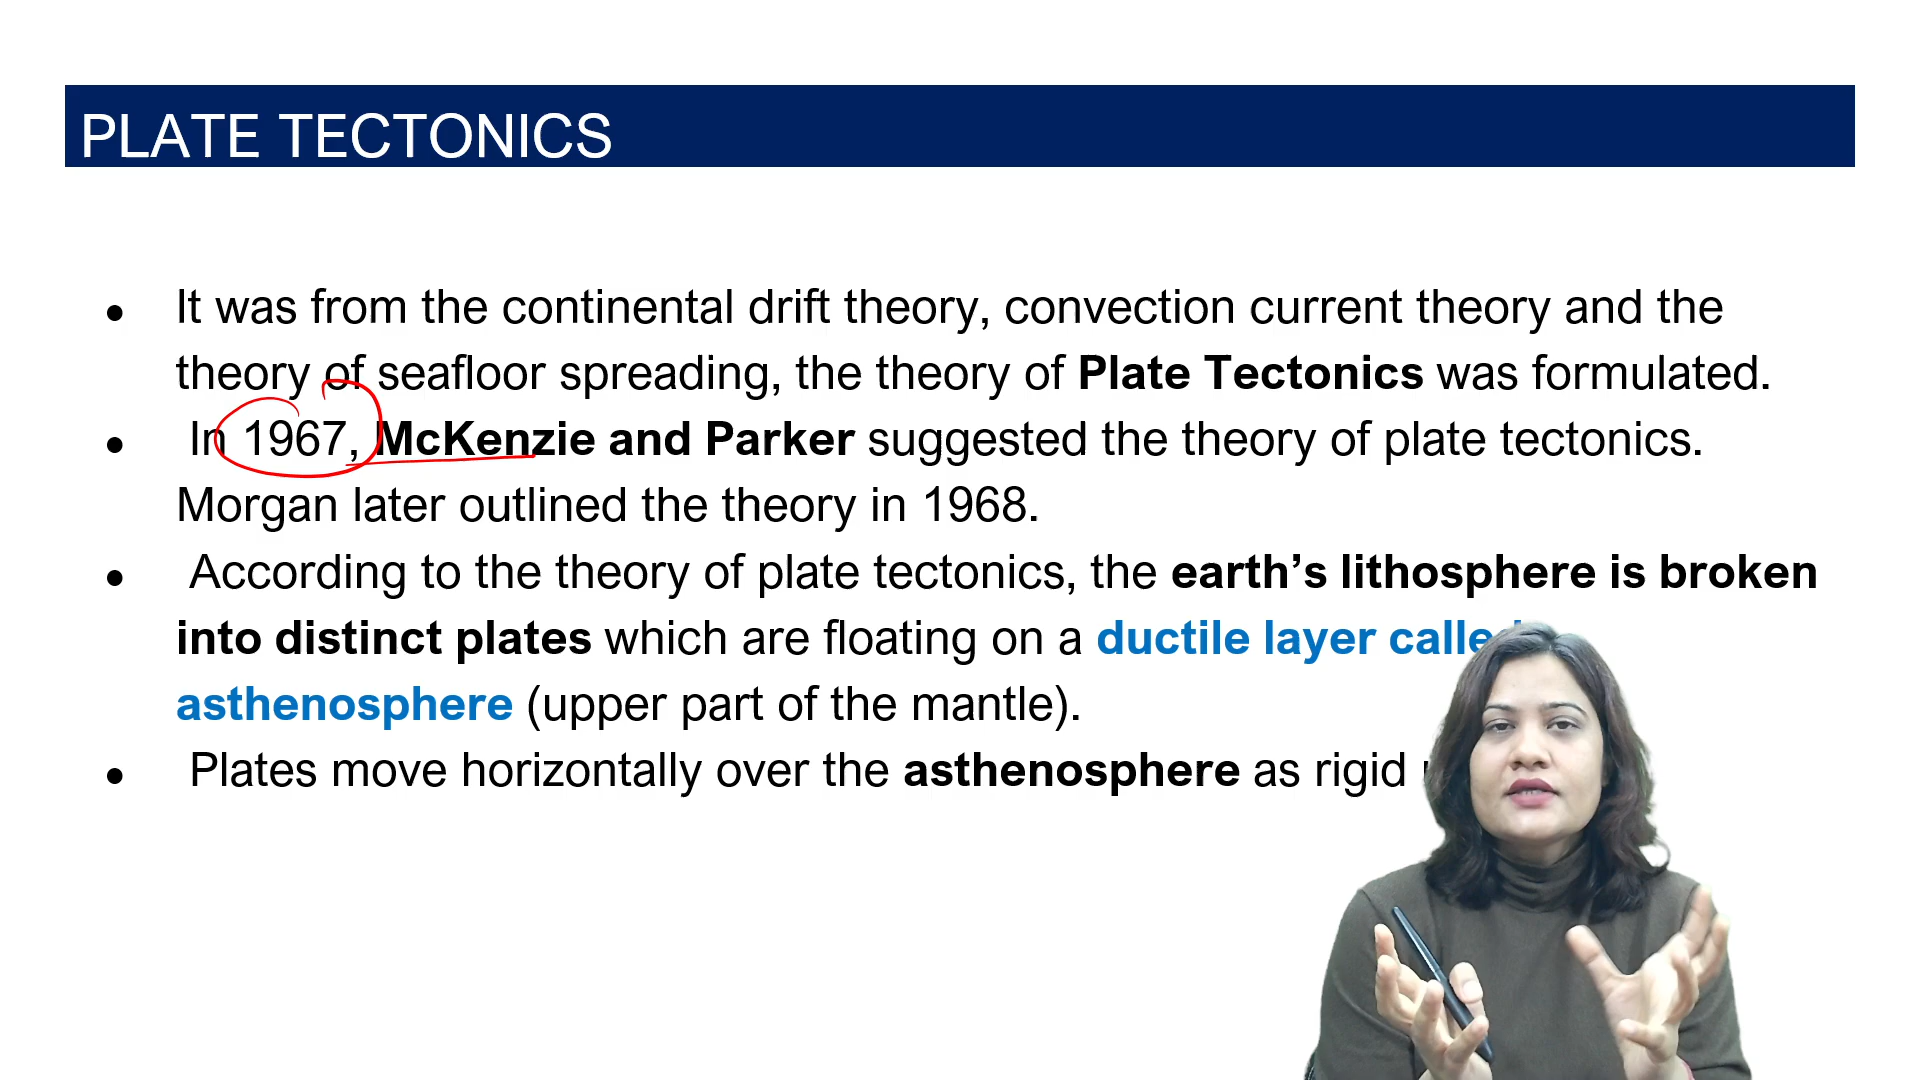 PLATE TECTONICS
● It was from the continental drift theory, convection current theory and the
theory of seafloor spreading, the theory of Plate Tectonics was formulated.
● In 1967, McKenzie and Parker suggested the theory of plate tectonics.
Morgan later outlined the theory in 1968.
● According to the theory of plate tectonics, the earth’s lithosphere is broken
into distinct plates which are floating on a ductile layer
asthenosphere (upper part of the mantle).
● Plates move horizontally over the asthenosphere as rigid